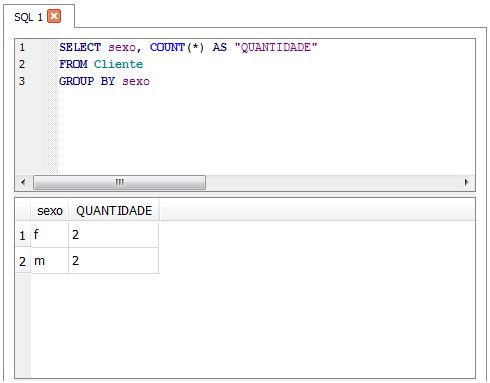 SQL 1
1 SELECT sexo, COUNT(*) AS "QUANTIDADE"
2 FROM Cliente
3 GROUP BY sexo
sexo QUANTIDADE
1 f 2
2 m 2